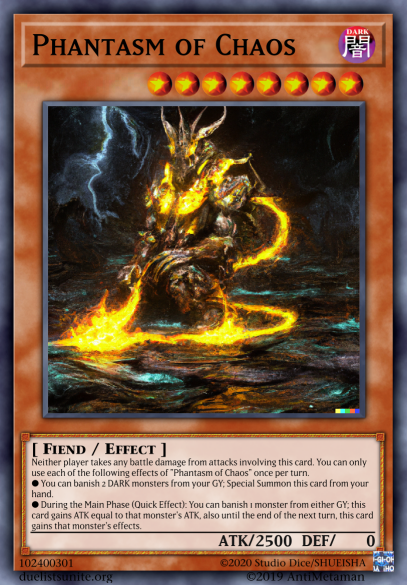 PHANTASM OF CHAOS
DARK
闇
[ FIEND / EFFECT ]
Neither player takes any battle damage from attacks involving this card. You can only
use each of the following effects of "Phantasm of Chaos" once per turn.
● You can banish 2 DARK monsters from your GY; Special Summon this card from your
hand.
● During the Main Phase (Quick Effect): You can banish 1 monster from either GY; this
card gains ATK equal to that monster's ATK, also until the end of the next turn, this card
gains that monster's effects.
ATK/2500 DEF/ 0
102400301 ©2020 Studio Dice/SHUEISHA
duelistsunite.org ©2019 AntiMetaman